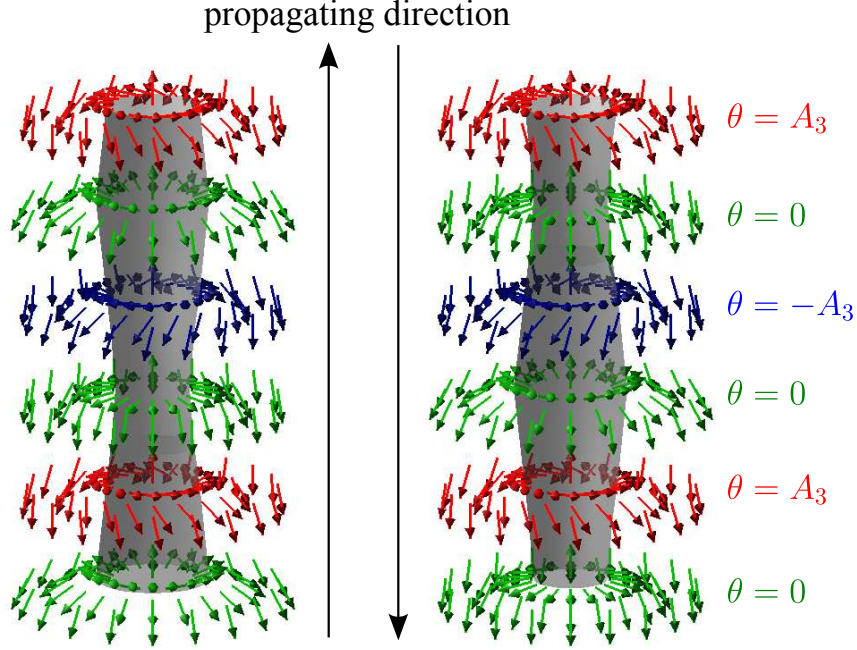 propagating direction
θ = A₃
θ = 0
θ = −A₃
θ = 0
θ = A₃
θ = 0